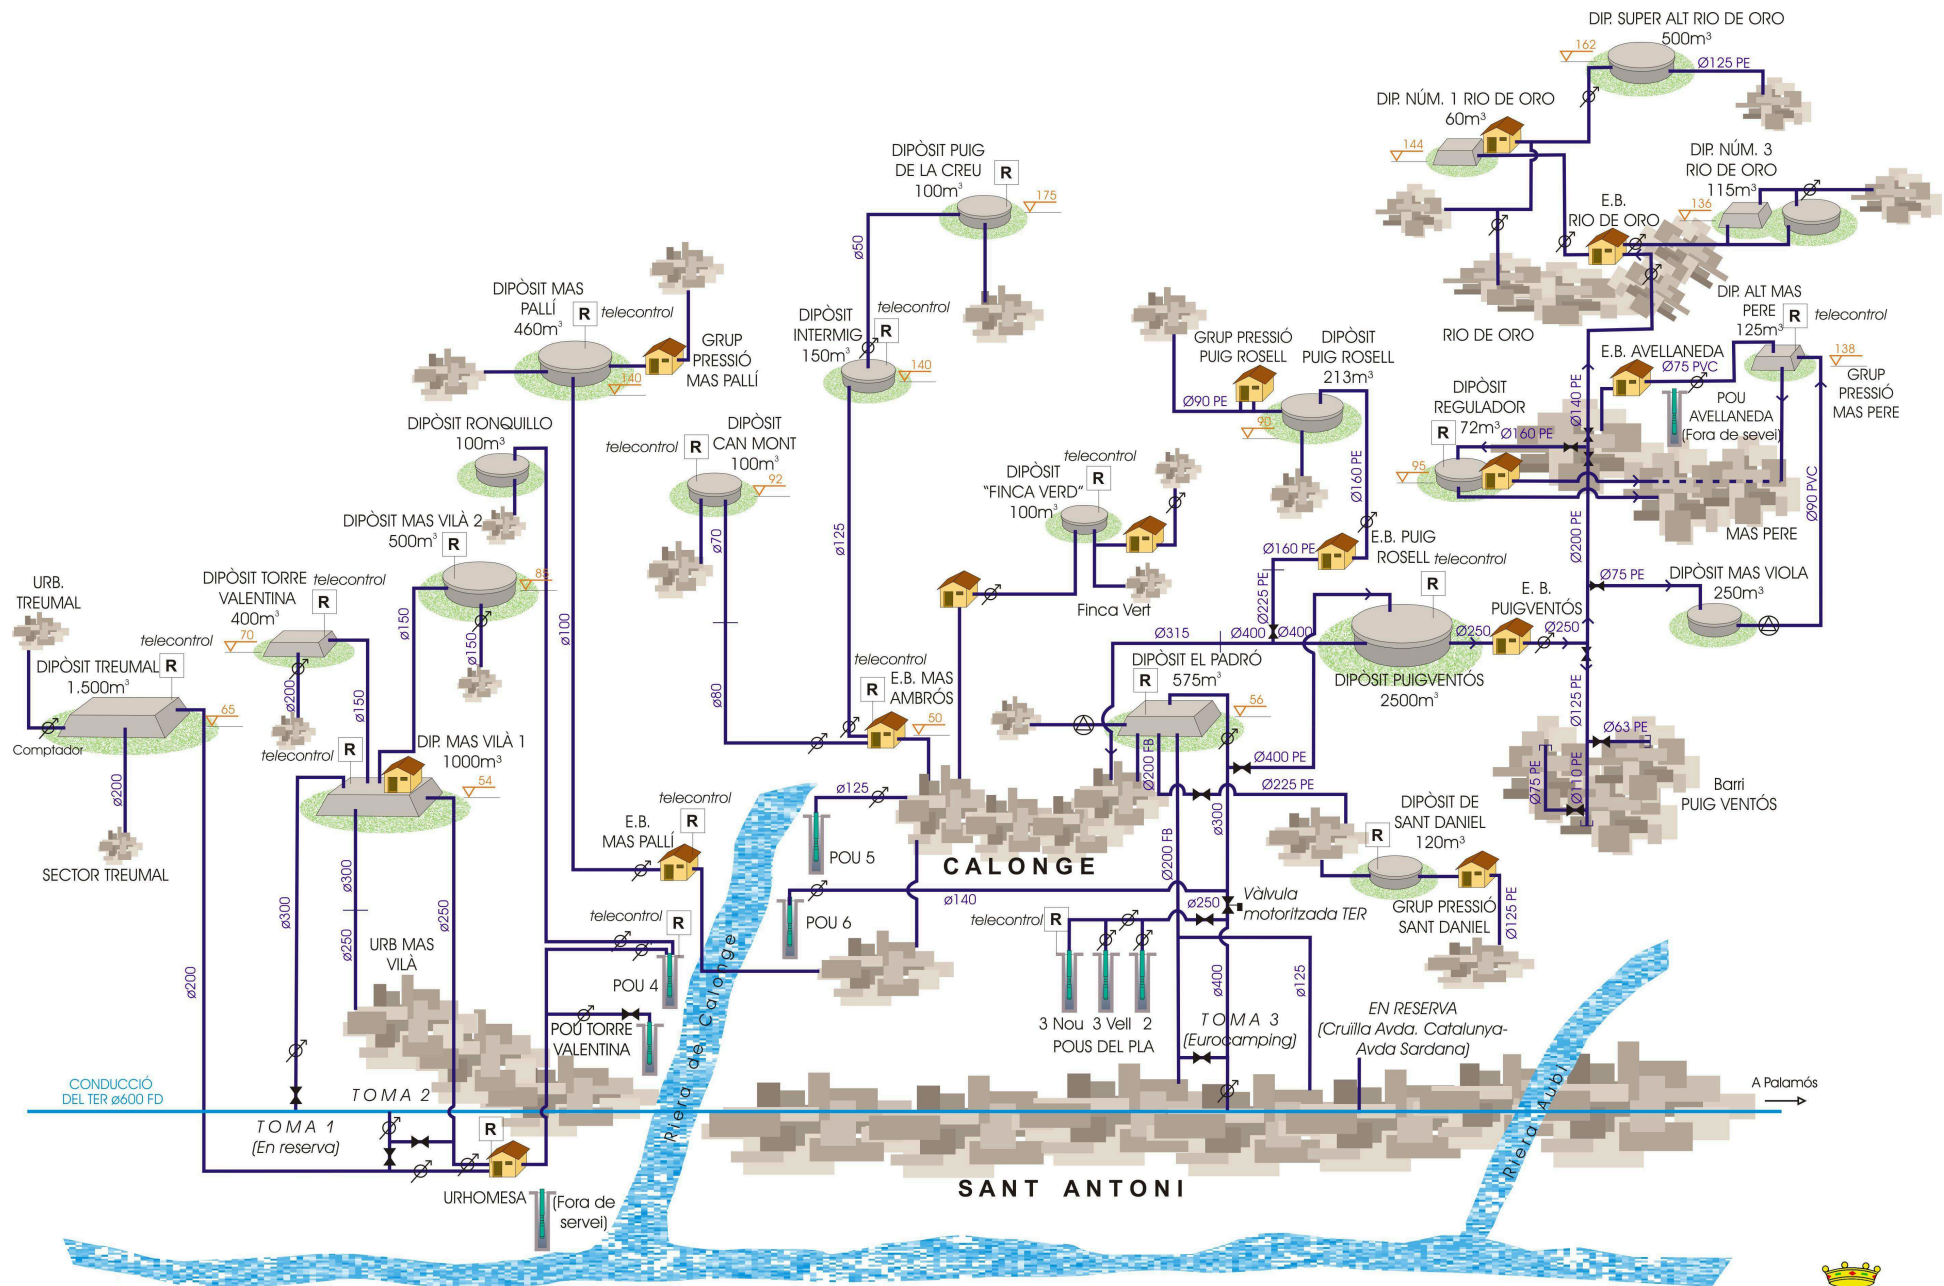 DIP. SUPER ALT RIO DE ORO
500m³
162
Ø125 PE
DIP. NÚM. 1 RIO DE ORO
60m³
144
DIP. NÚM. 3
RIO DE ORO
115m³
136
E.B.
RIO DE ORO
RIO DE ORO
DIPÒSIT PUIG
DE LA CREU
100m³
R
175
ø50
DIPÒSIT MAS
PALLÍ
460m³
R
telecontrol
140
GRUP
PRESSIÓ
MAS PALLÍ
DIPÒSIT
INTERMIG
150m³
R
telecontrol
140
ø125
GRUP PRESSIÓ
PUIG ROSELL
Ø90 PE
DIPÒSIT
PUIG ROSELL
213m³
90
Ø160 PE
DIP. ALT MAS
PERE
125m³
R
telecontrol
138
GRUP
PRESSIÓ
MAS PERE
E.B. AVELLANEDA
Ø75 PVC
POU
AVELLANEDA
(Fora de sevei)
Ø140 PE
DIPÒSIT
REGULADOR
72m³
R
95
Ø160 PE
Ø90 PVC
MAS PERE
Ø200 PE
DIPÒSIT RONQUILLO
100m³
DIPÒSIT
CAN MONT
100m³
telecontrol
R
92
ø70
ø80
DIPÒSIT
"FINCA VERD"
100m³
telecontrol
R
Finca Vert
DIPÒSIT MAS VILÀ 2
500m³
R
85
ø150
ø150
ø100
E.B. PUIG
ROSELL
Ø160 PE
Ø225 PE
telecontrol
R
DIPÒSIT PUIGVENTÓS
2500m³
Ø315
Ø400
Ø400
Ø250
E. B.
PUIGVENTÓS
Ø250
Ø75 PE
DIPÒSIT MAS VIOLA
250m³
URB.
TREUMAL
DIPÒSIT TORRE
VALENTINA
400m³
telecontrol
R
70
ø200
ø150
telecontrol
DIPÒSIT TREUMAL
1.500m³
R
65
Comptador
ø200
SECTOR TREUMAL
telecontrol
R
DIP. MAS VILÀ 1
1000m³
54
ø300
ø300
ø250
ø250
ø200
URB MAS
VILÀ
telecontrol
R
E.B. MAS
AMBRÓS
50
DIPÒSIT EL PADRÓ
575m³
R
56
Ø200 FB
Ø200 FB
Ø400 PE
Ø225 PE
ø300
Ø125 PE
Ø63 PE
Ø75 PE
Ø110 PE
Barri
PUIG VENTÓS
telecontrol
E.B.
MAS PALLÍ
R
ø125
POU 5
CALONGE
DIPÒSIT DE
SANT DANIEL
120m³
R
GRUP PRESSIÓ
SANT DANIEL
Ø125 PE
telecontrol
R
POU 4
POU 6
ø140
ø250
Vàlvula
motoritzada TER
telecontrol
R
3 Nou
3 Vell
2
POUS DEL PLA
ø400
ø125
TOMA 3
(Eurocamping)
EN RESERVA
(Cruïlla Avda. Catalunya-
Avda Sardana)
POU TORRE
VALENTINA
Riera de Calonge
Riera Aubi
CONDUCCIÓ
DEL TER ø600 FD
TOMA 2
TOMA 1
(En reserva)
A Palamós
R
URHOMESA
(Fora de
servei)
SANT ANTONI